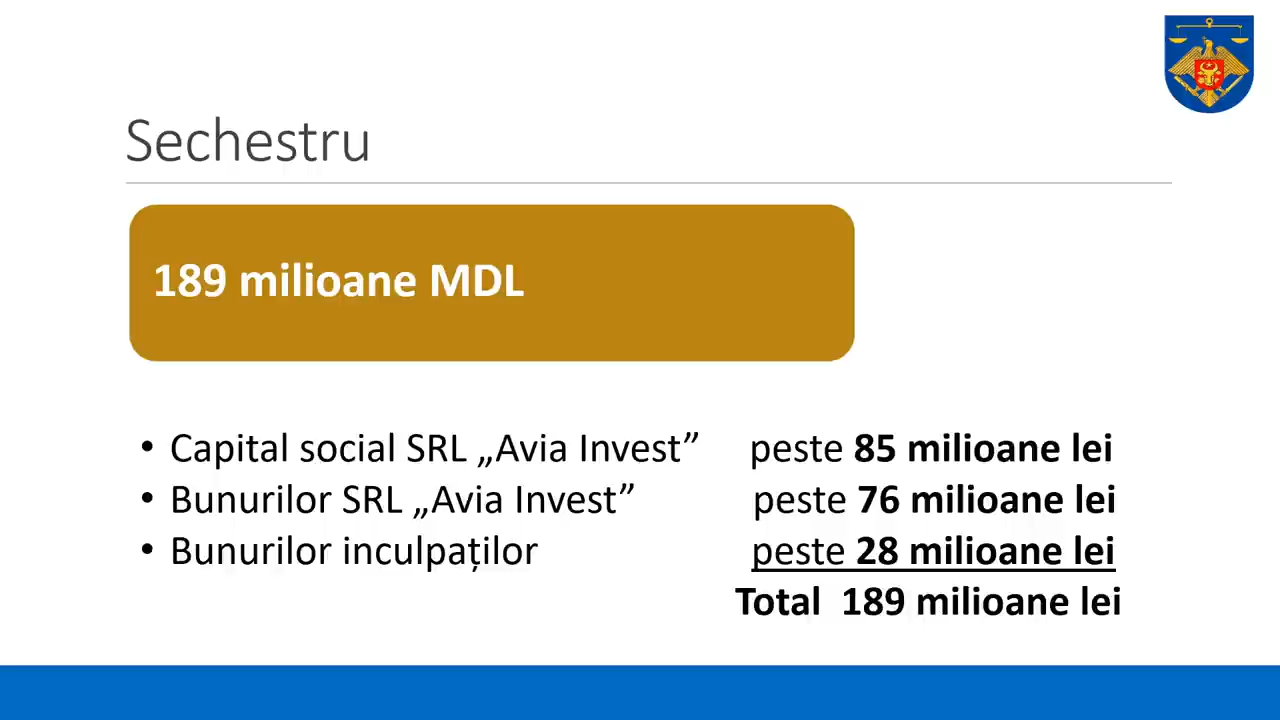 Sechestru
189 milioane MDL
• Capital social SRL „Avia Invest” peste 85 milioane lei
• Bunurilor SRL „Avia Invest” peste 76 milioane lei
• Bunurilor inculpaților peste 28 milioane lei
Total 189 milioane lei